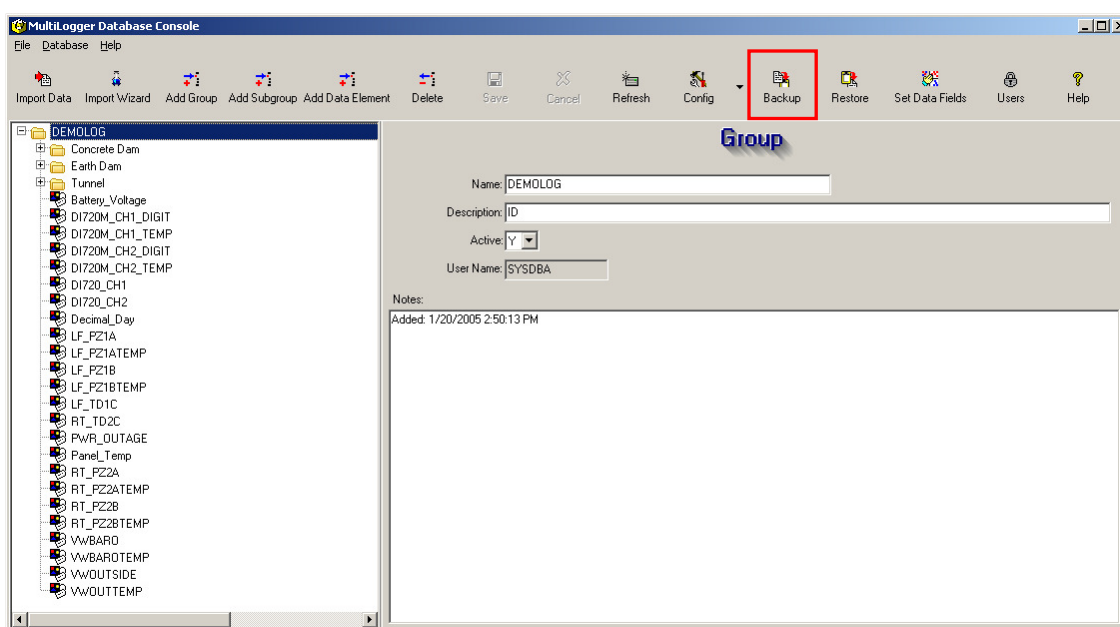 MultiLogger Database Console
File Database Help
Import Data Import Wizard Add Group Add Subgroup Add Data Element Delete Save Cancel Refresh Config Backup Restore Set Data Fields Users Help
DEMOLOG
Concrete Dam
Earth Dam
Tunnel
Battery_Voltage
DI720M_CH1_DIGIT
DI720M_CH1_TEMP
DI720M_CH2_DIGIT
DI720M_CH2_TEMP
DI720_CH1
DI720_CH2
Decimal_Day
LF_PZ1A
LF_PZ1ATEMP
LF_PZ1B
LF_PZ1BTEMP
LF_TD1C
RT_TD2C
PWR_OUTAGE
Panel_Temp
RT_PZ2A
RT_PZ2ATEMP
RT_PZ2B
RT_PZ2BTEMP
VWBARO
VWBAROTEMP
VWOUTSIDE
VWOUTTEMP
Group
Name: DEMOLOG
Description: ID
Active: Y
User Name: SYSDBA
Notes:
Added: 1/20/2005 2:50:13 PM